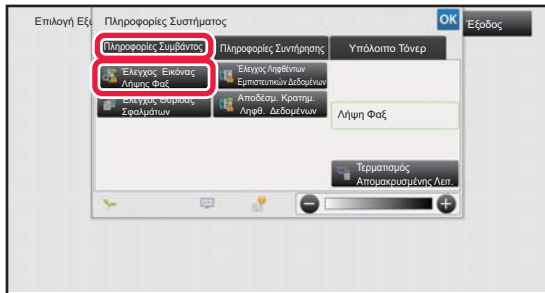 Επιλογή Εξ
Πληροφορίες Συστήματος
OK
Έξοδος
Πληροφορίες Συμβάντος
Πληροφορίες Συντήρησης
Υπόλοιπο Τόνερ
Έλεγχος Εικόνας
Λήψης Φαξ
Έλεγχος Ληφθέντων
Εμπιστευτικών Δεδομένων
Έλεγχος Θυρίδας
Σφαλμάτων
Αποδέσμ. Κρατημ.
Ληφθ. Δεδομένων
Λήψη Φαξ
Τερματισμός
Απομακρυσμένης Λειτ.